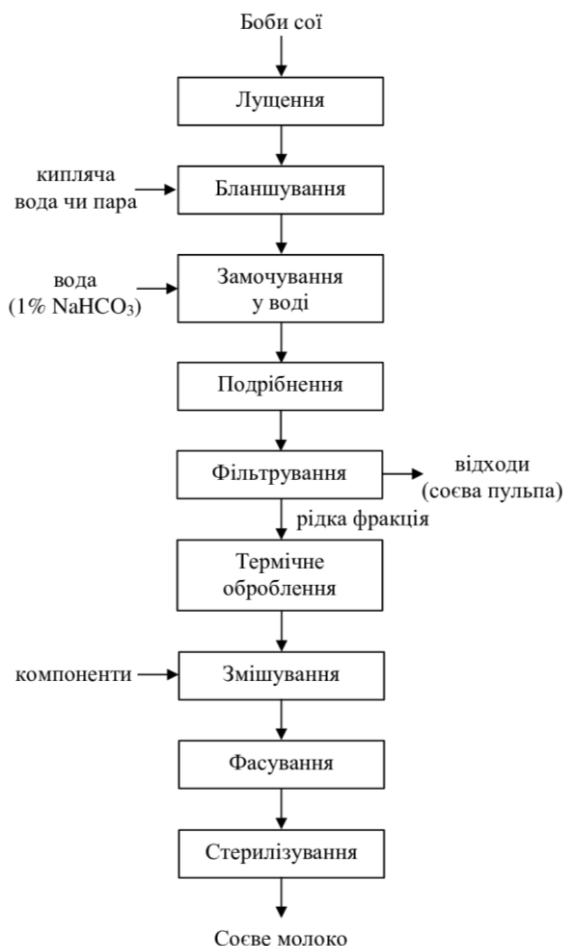 Боби сої
Лущення
кипляча
вода чи пара
Бланшування
вода
(1% NaHCO₃)
Замочування
у воді
Подрібнення
Фільтрування
відходи
(соєва пульпа)
рідка фракція
Термічне
оброблення
компоненти
Змішування
Фасування
Стерилізування
Соєве молоко